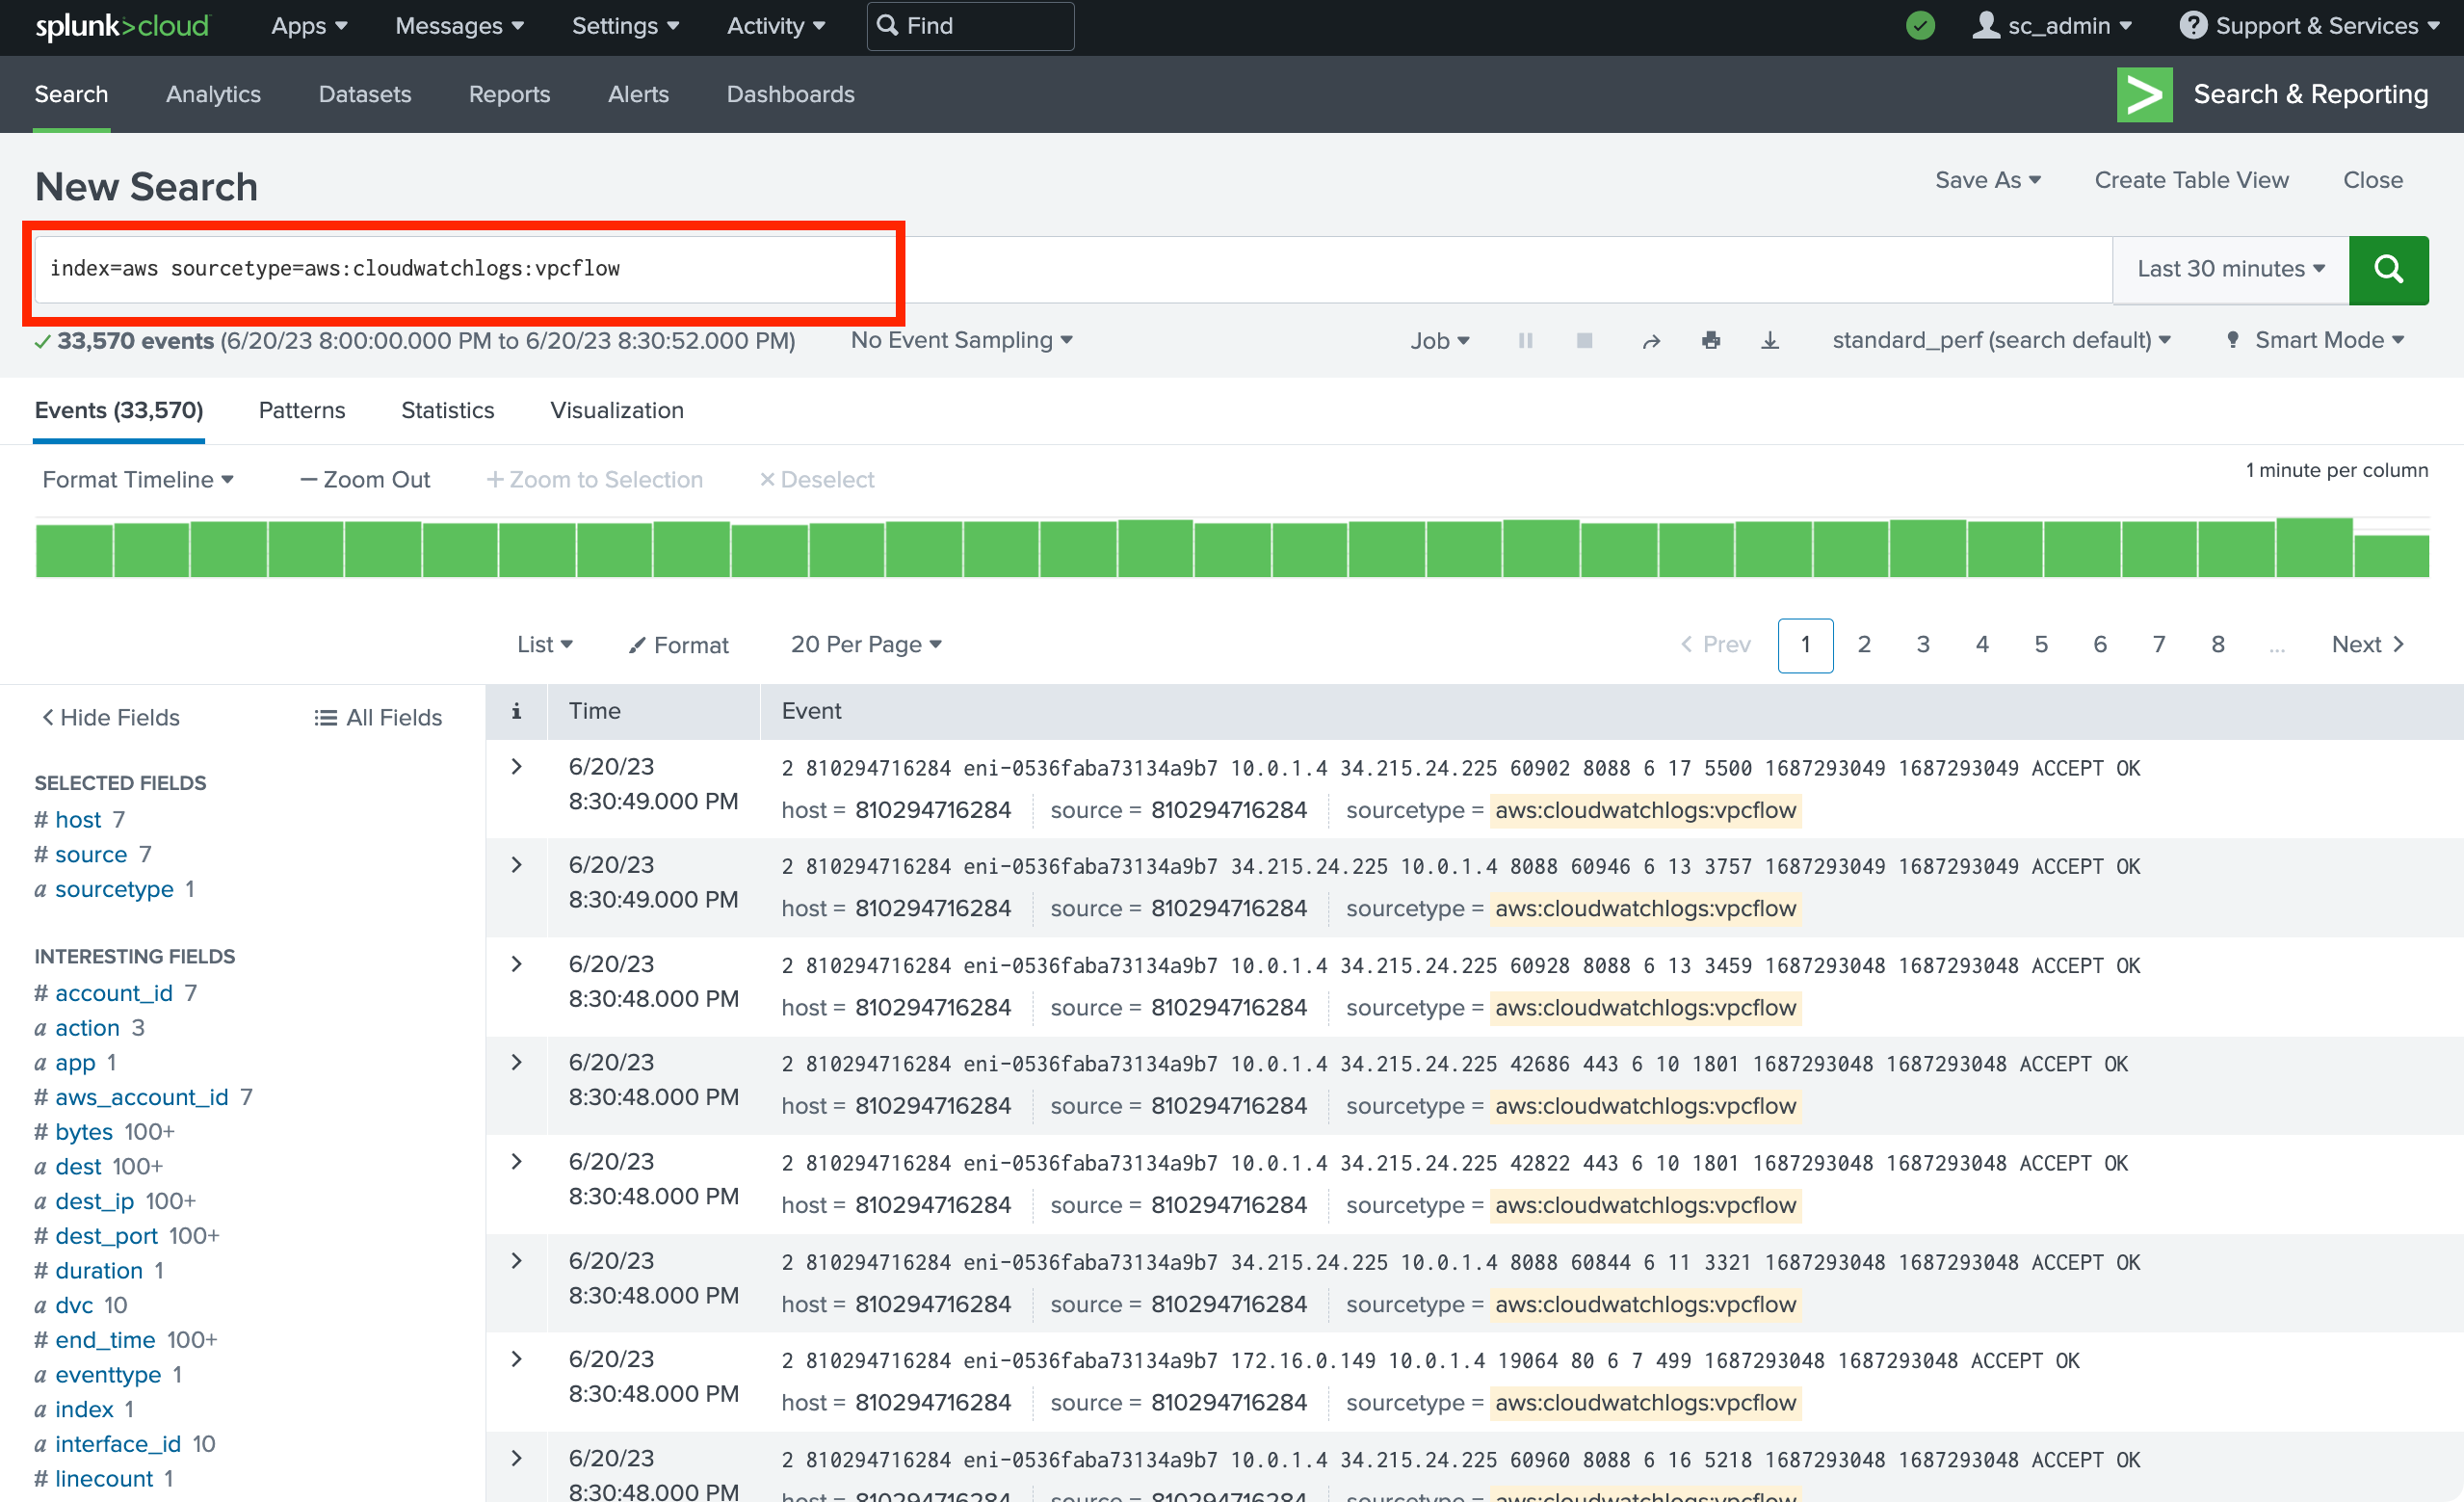 splunk>cloud Apps Messages Settings Activity Find sc_admin ? Support & Services
Search Analytics Datasets Reports Alerts Dashboards > Search & Reporting
New Search Save As Create Table View Close
index=aws sourcetype=aws:cloudwatchlogs:vpcflow Last 30 minutes
33,570 events (6/20/23 8:00:00.000 PM to 6/20/23 8:30:52.000 PM) No Event Sampling Job standard_perf (search default) Smart Mode
Events (33,570) Patterns Statistics Visualization
Format Timeline — Zoom Out + Zoom to Selection × Deselect 1 minute per column
List Format 20 Per Page < Prev 1 2 3 4 5 6 7 8 ... Next >
< Hide Fields All Fields
SELECTED FIELDS
# host 7
# source 7
a sourcetype 1
INTERESTING FIELDS
# account_id 7
a action 3
a app 1
# aws_account_id 7
# bytes 100+
a dest 100+
a dest_ip 100+
# dest_port 100+
# duration 1
a dvc 10
# end_time 100+
a eventtype 1
a index 1
a interface_id 10
# linecount 1
i Time Event
> 6/20/23 2 810294716284 eni-0536faba73134a9b7 10.0.1.4 34.215.24.225 60902 8088 6 17 5500 1687293049 1687293049 ACCEPT OK
8:30:49.000 PM host = 810294716284 source = 810294716284 sourcetype = aws:cloudwatchlogs:vpcflow
> 6/20/23 2 810294716284 eni-0536faba73134a9b7 34.215.24.225 10.0.1.4 8088 60946 6 13 3757 1687293049 1687293049 ACCEPT OK
8:30:49.000 PM host = 810294716284 source = 810294716284 sourcetype = aws:cloudwatchlogs:vpcflow
> 6/20/23 2 810294716284 eni-0536faba73134a9b7 10.0.1.4 34.215.24.225 60928 8088 6 13 3459 1687293048 1687293048 ACCEPT OK
8:30:48.000 PM host = 810294716284 source = 810294716284 sourcetype = aws:cloudwatchlogs:vpcflow
> 6/20/23 2 810294716284 eni-0536faba73134a9b7 10.0.1.4 34.215.24.225 42686 443 6 10 1801 1687293048 1687293048 ACCEPT OK
8:30:48.000 PM host = 810294716284 source = 810294716284 sourcetype = aws:cloudwatchlogs:vpcflow
> 6/20/23 2 810294716284 eni-0536faba73134a9b7 10.0.1.4 34.215.24.225 42822 443 6 10 1801 1687293048 1687293048 ACCEPT OK
8:30:48.000 PM host = 810294716284 source = 810294716284 sourcetype = aws:cloudwatchlogs:vpcflow
> 6/20/23 2 810294716284 eni-0536faba73134a9b7 34.215.24.225 10.0.1.4 8088 60844 6 11 3321 1687293048 1687293048 ACCEPT OK
8:30:48.000 PM host = 810294716284 source = 810294716284 sourcetype = aws:cloudwatchlogs:vpcflow
> 6/20/23 2 810294716284 eni-0536faba73134a9b7 172.16.0.149 10.0.1.4 19064 80 6 7 499 1687293048 1687293048 ACCEPT OK
8:30:48.000 PM host = 810294716284 source = 810294716284 sourcetype = aws:cloudwatchlogs:vpcflow
> 6/20/23 2 810294716284 eni-0536faba73134a9b7 10.0.1.4 34.215.24.225 60960 8088 6 16 5218 1687293048 1687293048 ACCEPT OK
8:30:48.000 PM host = 810294716284 source = 810294716284 sourcetype = aws:cloudwatchlogs:vpcflow